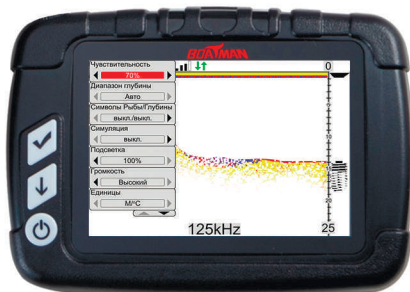 BOATMAN
Чувствительность
70%
Диапазон глубины
Авто
Символы Рыбы/Глубины
выкл./выкл.
Симуляция
выкл.
Подсветка
100%
Громкость
Высокий
Единицы
М/°C
0
10
15
20
25
125kHz